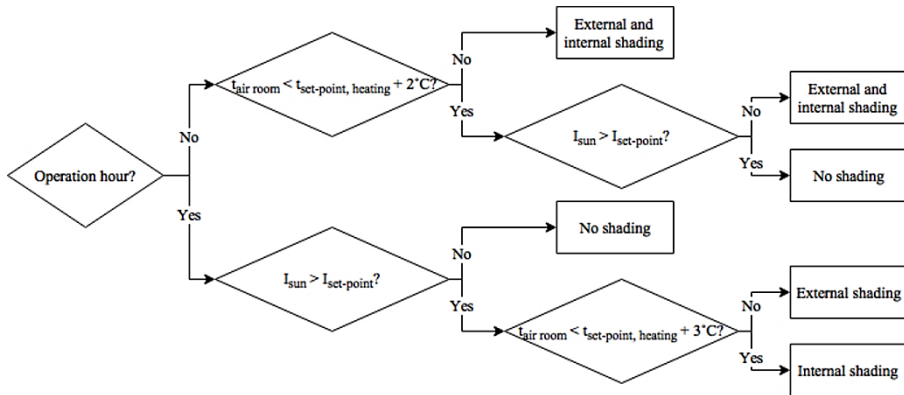 External and
internal shading
No
t_air room < t_set-point, heating + 2°C?
Yes
External and
internal shading
No
No
I_sun > I_set-point?
Yes
No shading
Operation hour?
Yes
No shading
No
I_sun > I_set-point?
Yes
External shading
No
t_air room < t_set-point, heating + 3°C?
Yes
Internal shading